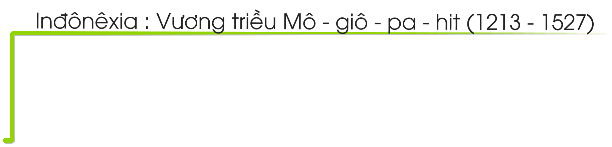 Inđônêxia : Vương triều Mô - giô - pa - hit (1213 - 1527)